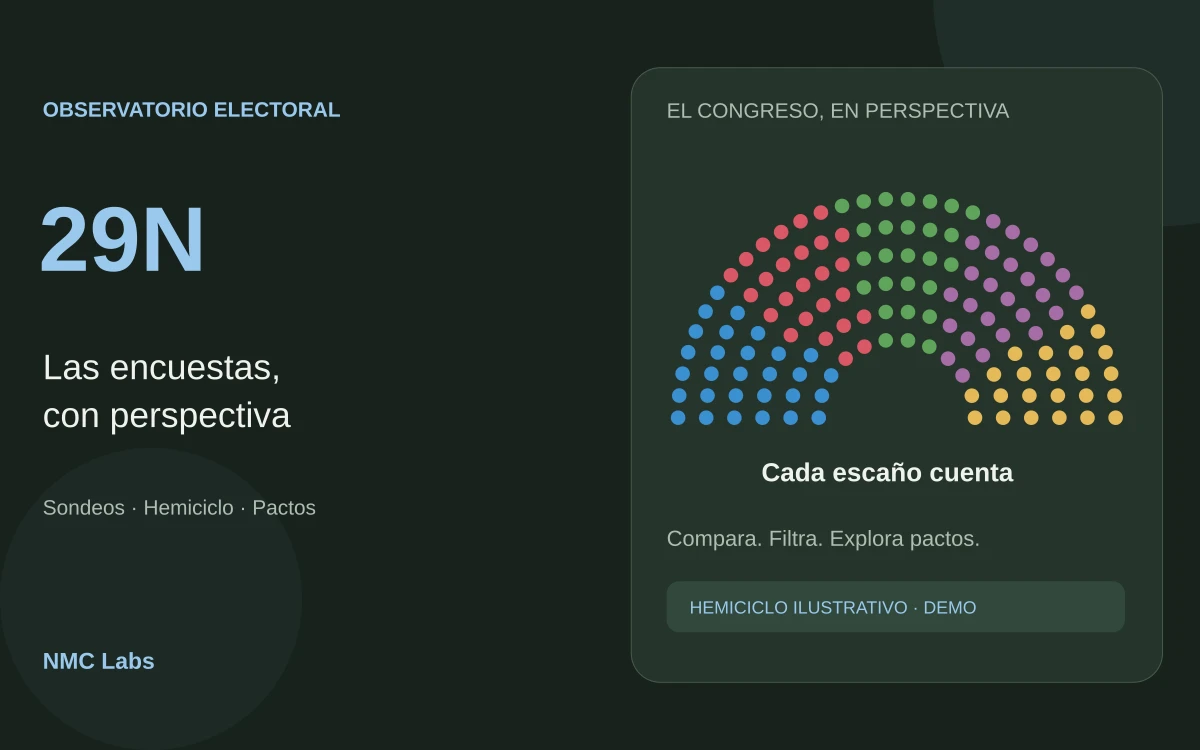 OBSERVATORIO ELECTORAL
29N
Las encuestas,
con perspectiva
Sondeos · Hemiciclo · Pactos
NMC Labs
EL CONGRESO, EN PERSPECTIVA
Cada escaño cuenta
Compara. Filtra. Explora pactos.
HEMICICLO ILUSTRATIVO · DEMO